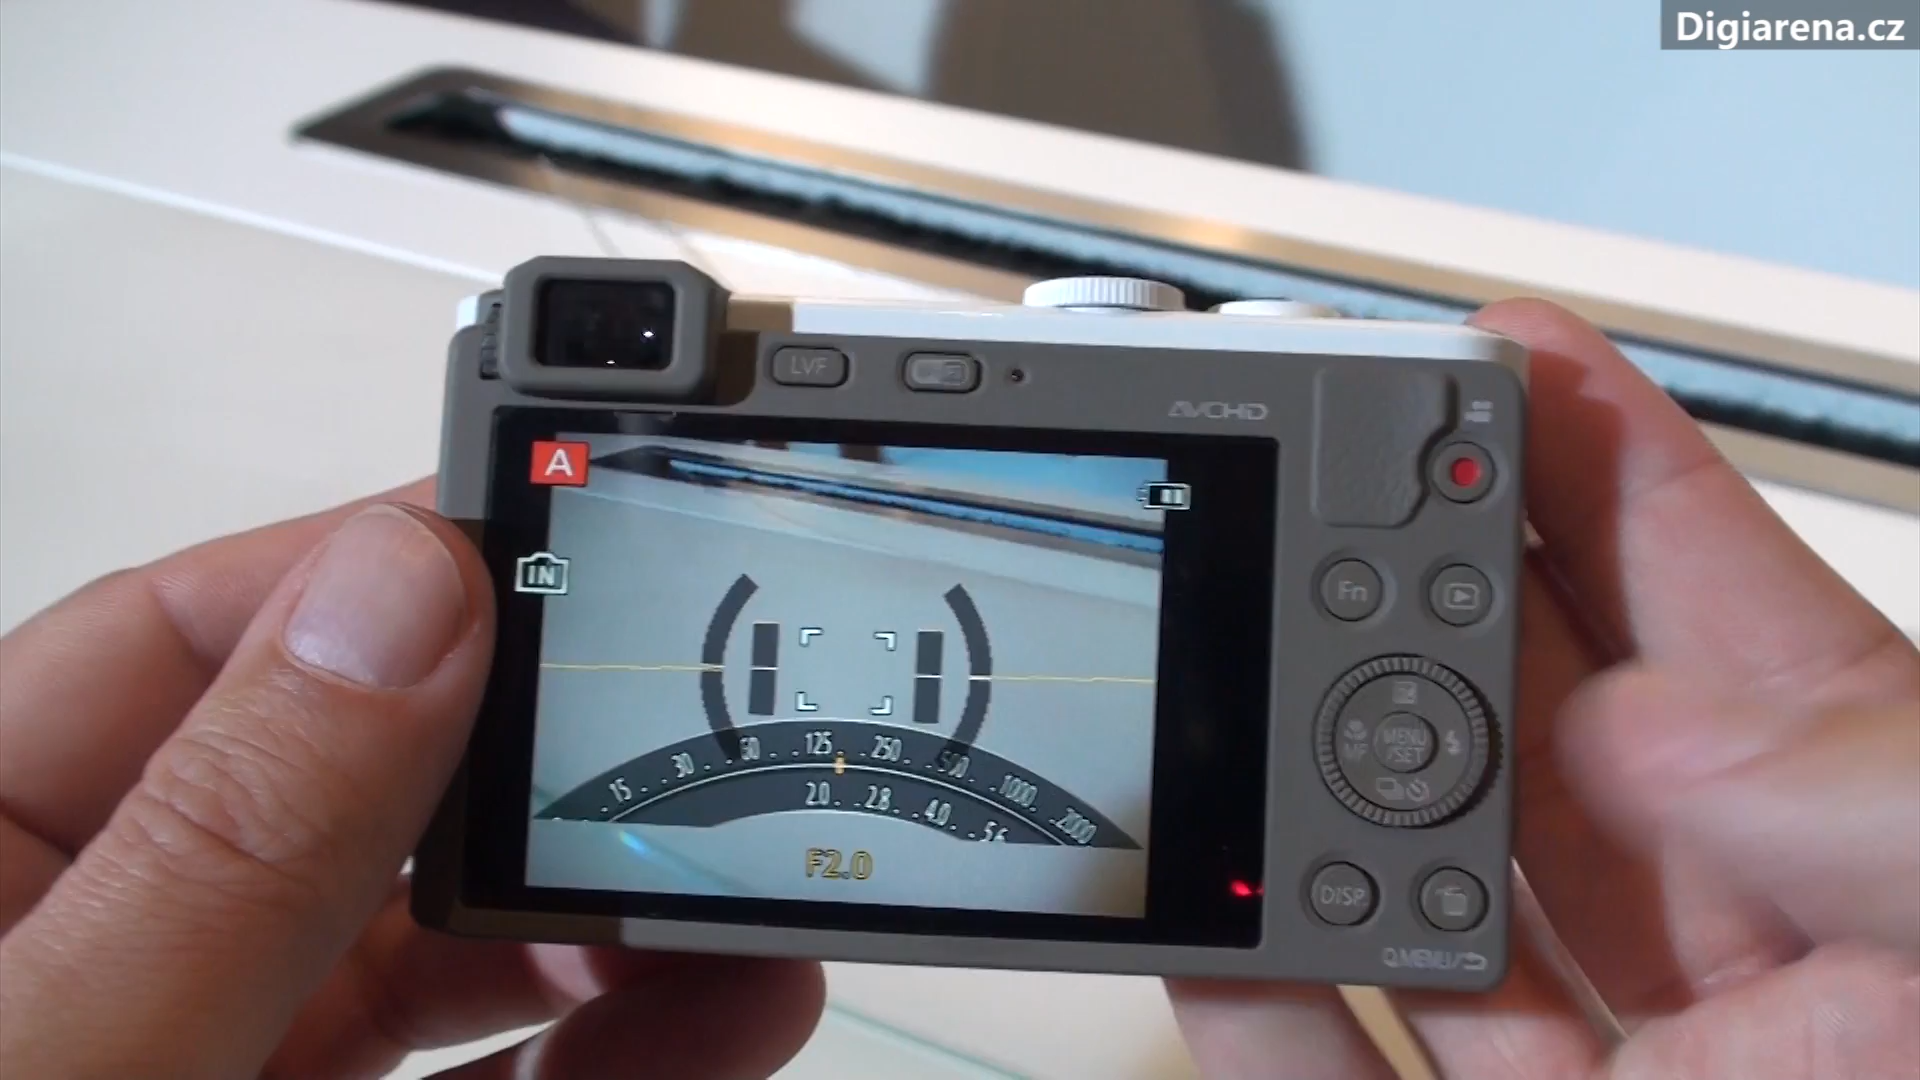 Digiarena.cz
LVF
AVCHD
A
IN
Fn
60 125 250
30 500
15 1000
2000
2.0 2.8 4.0 5.6
F2.0
MENU
/SET
MF
DISP.
Q.MENU/